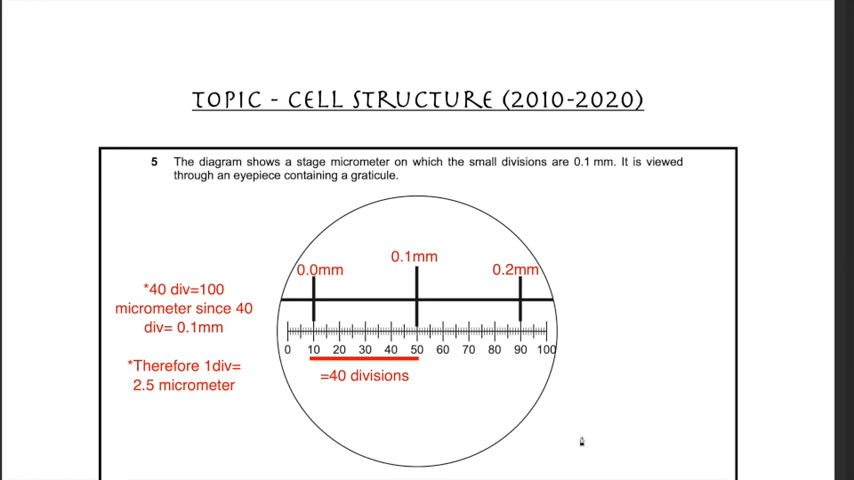 TOPIC - CELL STRUCTURE (2010-2020)
5 The diagram shows a stage micrometer on which the small divisions are 0.1 mm. It is viewed
through an eyepiece containing a graticule.
0.1mm
0.0mm 0.2mm
*40 div=100
micrometer since 40
div= 0.1mm
0 10 20 30 40 50 60 70 80 90 100
*Therefore 1div=
2.5 micrometer
=40 divisions